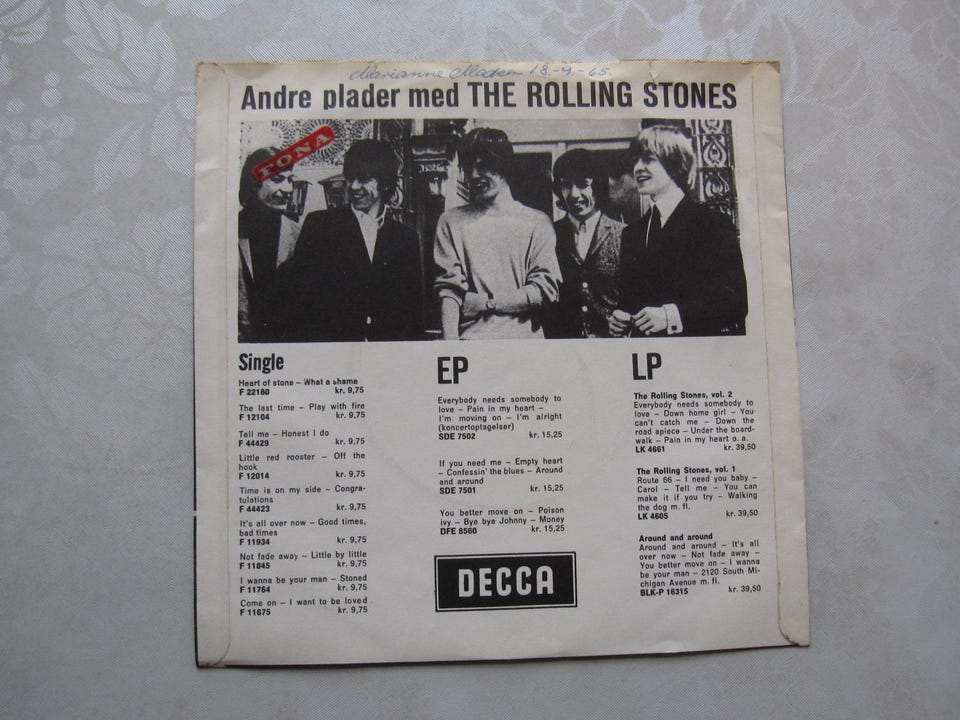 Marianne Madsen 18.-9.-65.
Andre plader med THE ROLLING STONES
TONA
Single
Heart of stone – What a shame
F 22180 kr. 9,75
The last time – Play with fire
F 12104 kr. 9,75
Tell me – Honest I do
F 44429 kr. 9,75
Little red rooster – Off the
hook
F 12014 kr. 9,75
Time is on my side – Congra-
tulations
F 44423 kr. 9,75
It's all over now – Good times,
bad times
F 11934 kr. 9,75
Not fade away – Little by little
F 11845 kr. 9,75
I wanna be your man – Stoned
F 11764 kr. 9,75
Come on – I want to be loved
F 11675 kr. 9,75
EP
Everybody needs somebody to
love – Pain in my heart –
I'm moving on – I'm alright
(koncertoptagelser)
SDE 7502 kr. 15,25
If you need me – Empty heart
– Confessin' the blues – Around
and around
SDE 7501 kr. 15,25
You better move on – Poison
ivy – Bye bye Johnny – Money
DFE 8560 kr. 15,25
DECCA
LP
The Rolling Stones, vol. 2
Everybody needs somebody to
love – Down home girl – You
can't catch me – Down the
road apiece – Under the board-
walk – Pain in my heart o. a.
LK 4661 kr. 39,50
The Rolling Stones, vol. 1
Route 66 – I need you baby –
Carol – Tell me – You can
make it if you try – Walking
the dog m. fl.
LK 4605 kr. 39,50
Around and around
Around and around – It's all
over now – Not fade away –
You better move on – I wanna
be your man – 2120 South Mi-
chigan Avenue m. fl.
BLK-P 16315 kr. 39,50